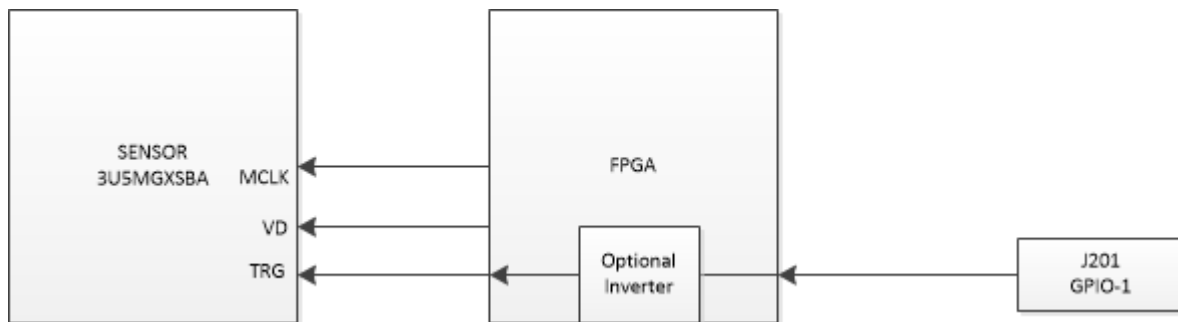 SENSOR
3U5MGXSBA
MCLK
VD
TRG
FPGA
Optional
Inverter
J201
GPIO-1